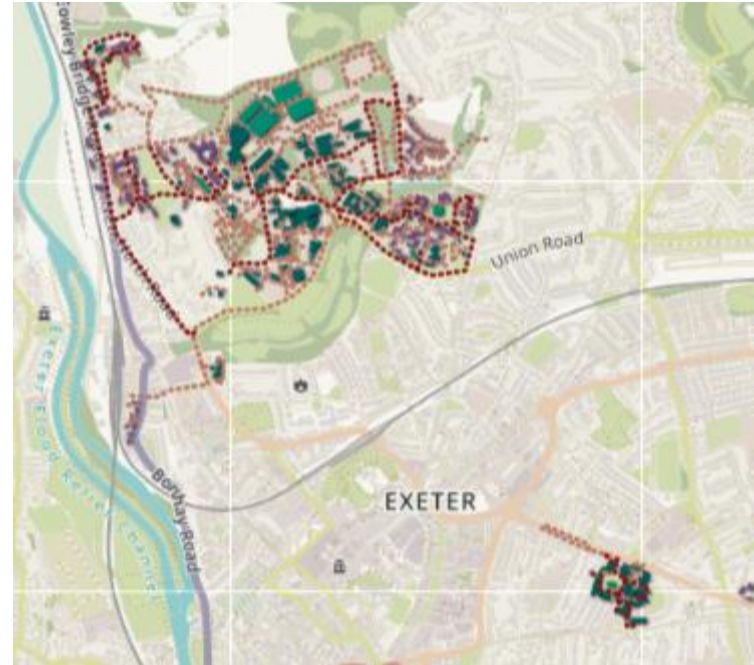 Cowley Bridge Road
Union Road
Exeter Flood Relief Channel
EXETER
Bonhay Road